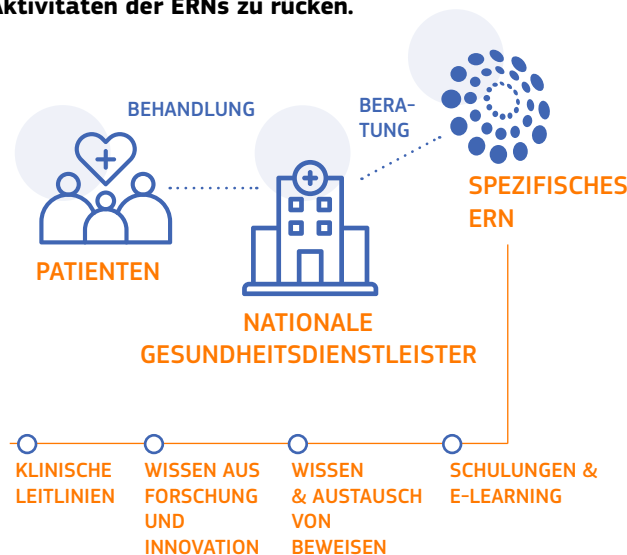 Aktivitäten der ERNs zu rücken.
BEHANDLUNG
BERA-
TUNG
SPEZIFISCHES
ERN
PATIENTEN
NATIONALE
GESUNDHEITSDIENSTLEISTER
KLINISCHE
LEITLINIEN
WISSEN AUS
FORSCHUNG
UND
INNOVATION
WISSEN
& AUSTAUSCH
VON
BEWEISEN
SCHULUNGEN &
E-LEARNING